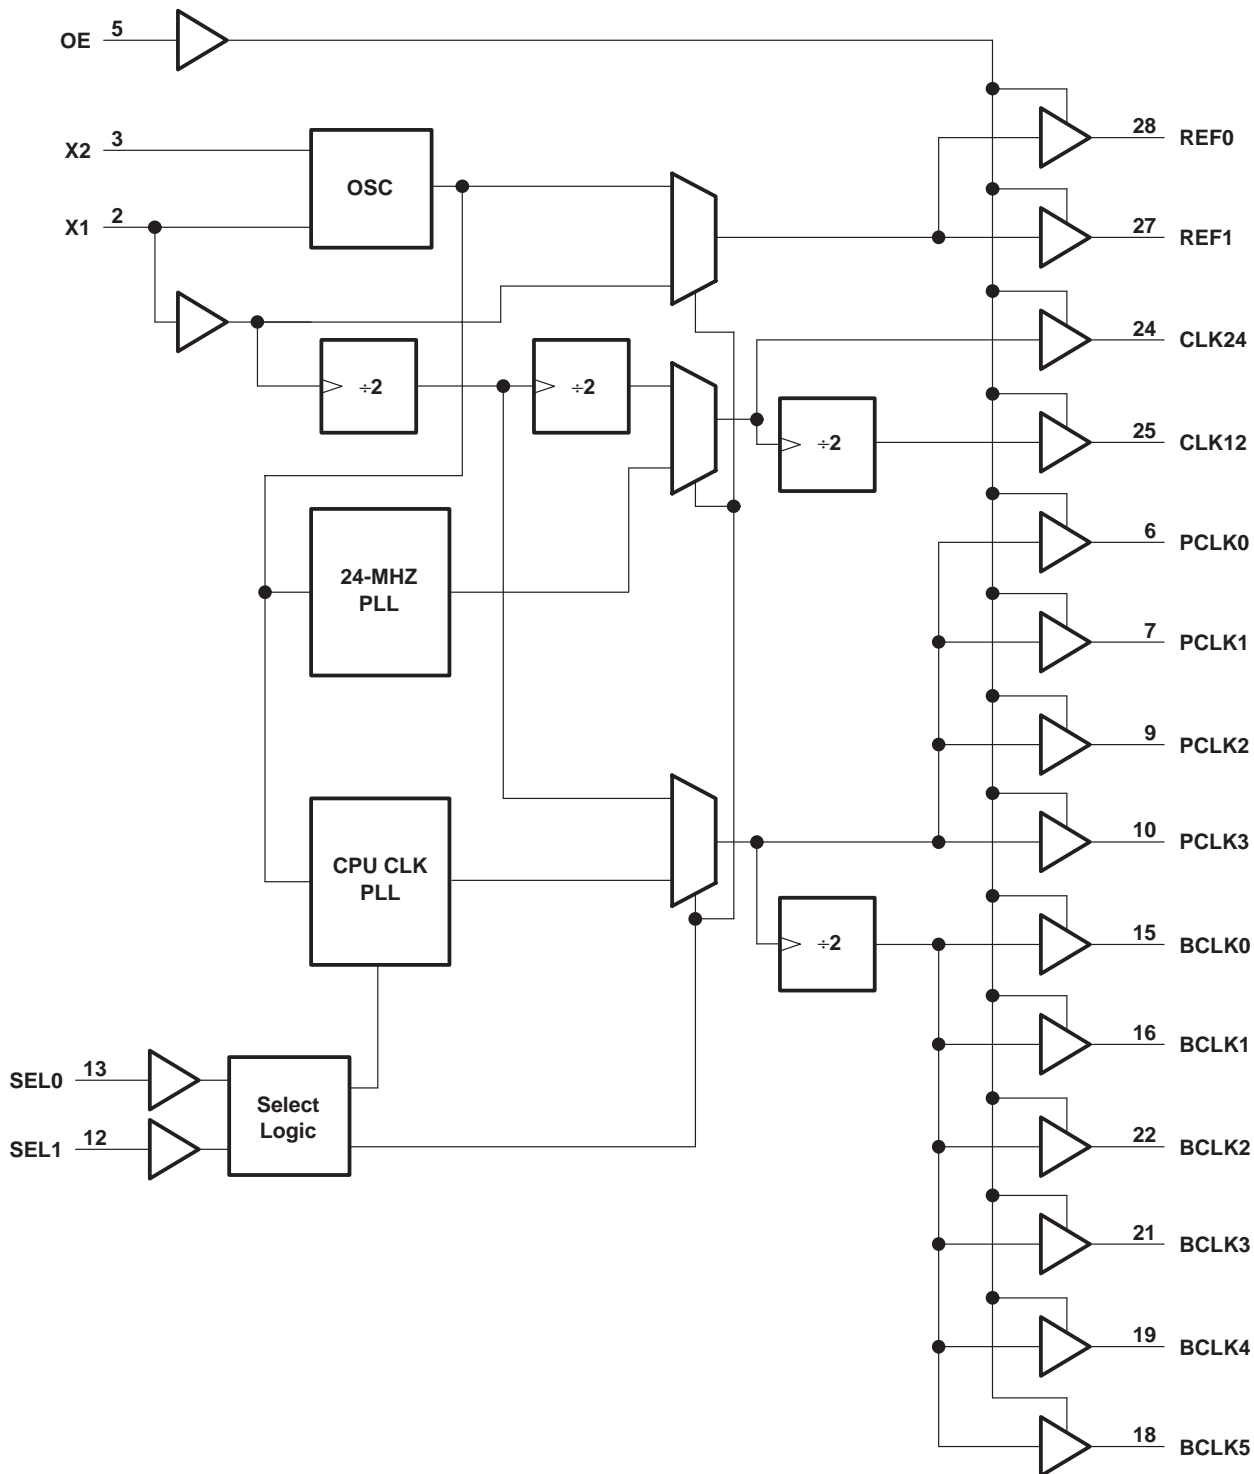 OE 5
28 REF0
X2 3
OSC
X1 2
27 REF1
24 CLK24
÷2
÷2
÷2
25 CLK12
6 PCLK0
24-MHZ
PLL
7 PCLK1
9 PCLK2
CPU CLK
PLL
10 PCLK3
÷2
15 BCLK0
16 BCLK1
SEL0 13
Select
Logic
SEL1 12
22 BCLK2
21 BCLK3
19 BCLK4
18 BCLK5